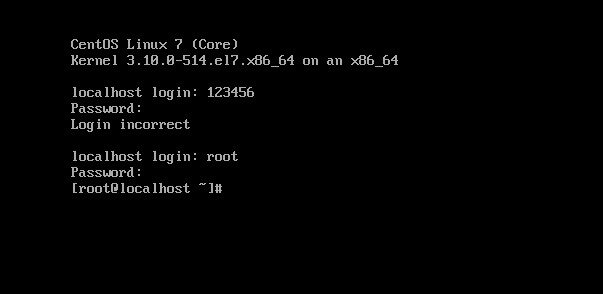 CentOS Linux 7 (Core)
Kernel 3.10.0-514.el7.x86_64 on an x86_64
localhost login: 123456
Password:
Login incorrect
localhost login: root
Password:
[root@localhost ~]#